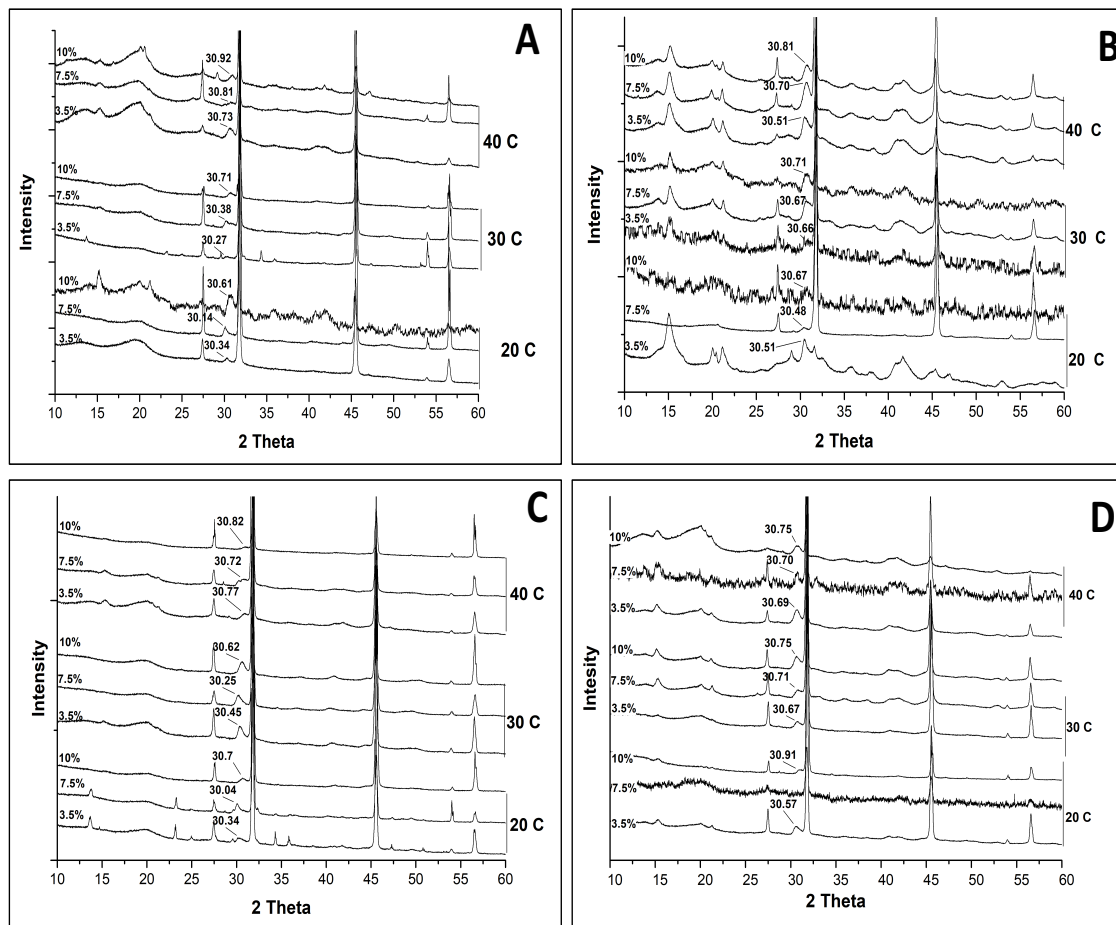 A
10%
30.92
7.5%
30.81
3.5%
30.73
40 C
10%
30.71
7.5%
30.38
3.5%
30.27
30 C
10%
30.61
7.5%
30.14
3.5%
30.34
20 C
Intensity
10 15 20 25 30 35 40 45 50 55 60
2 Theta
B
10%
30.81
7.5%
30.70
3.5%
30.51
40 C
10%
30.71
7.5%
30.67
3.5%
30.66
30 C
10%
30.67
7.5%
30.48
3.5%
30.51
20 C
Intensity
10 15 20 25 30 35 40 45 50 55 60
2 Theta
C
10%
30.82
7.5%
30.72
3.5%
30.77
40 C
10%
30.62
7.5%
30.25
3.5%
30.45
30 C
10%
30.7
7.5%
30.04
3.5%
30.34
20 C
Intensity
10 15 20 25 30 35 40 45 50 55 60
2 Theta
D
10%
30.75
7.5%
30.70
3.5%
30.69
40 C
10%
30.75
7.5%
30.71
3.5%
30.67
30 C
10%
30.91
7.5%
3.5%
30.57
20 C
Intesity
10 15 20 25 30 35 40 45 50 55 60
2 Theta